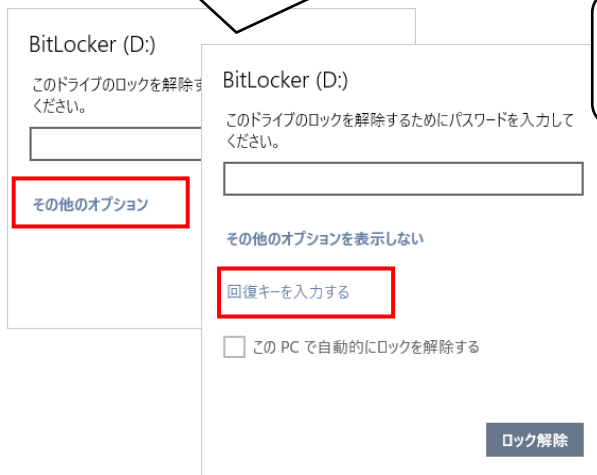 BitLocker (D:)
このドライブのロックを解除す
ください。
その他のオプション
BitLocker (D:)
このドライブのロックを解除するためにパスワードを入力して
ください。
その他のオプションを表示しない
回復キーを入力する
この PC で自動的にロックを解除する
ロック解除